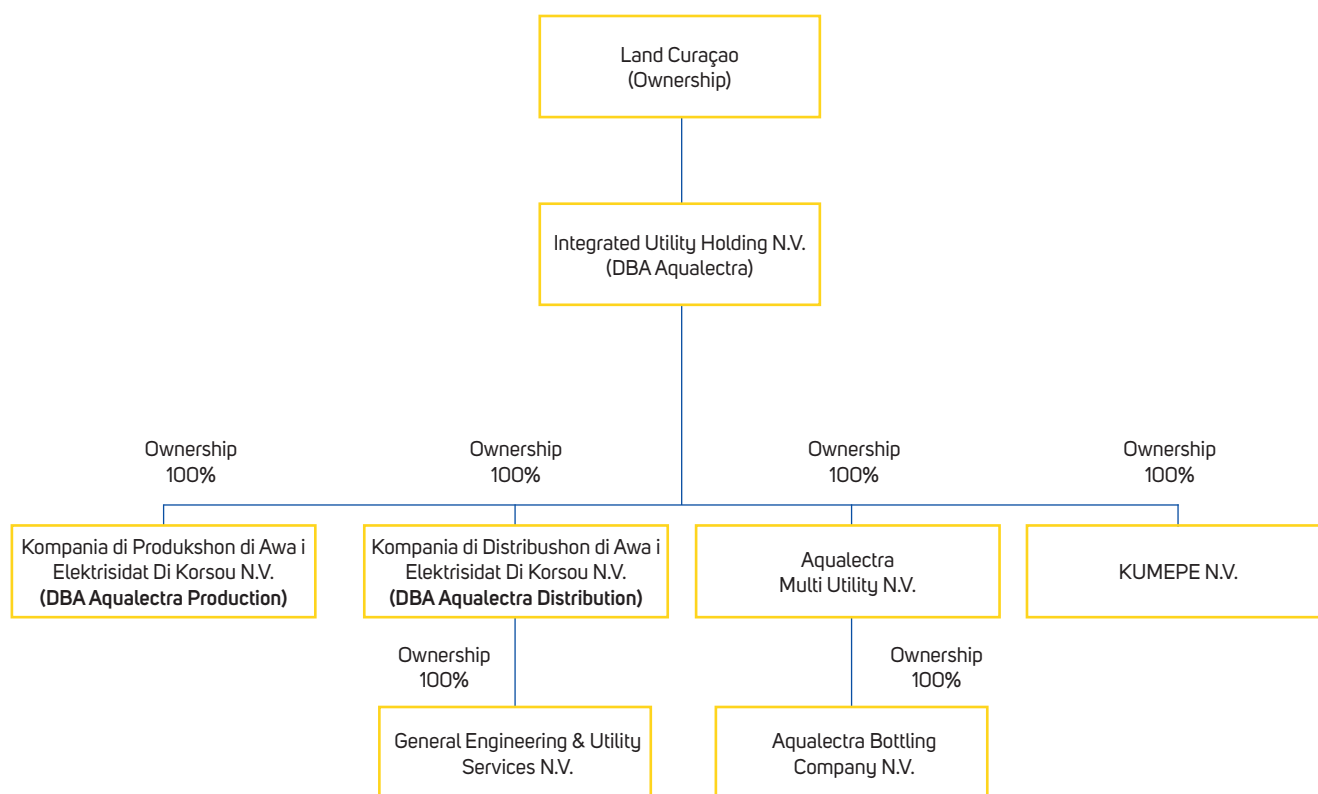 Land Curaçao
(Ownership)
Integrated Utility Holding N.V.
(DBA Aqualectra)
Ownership
100%
Ownership
100%
Ownership
100%
Ownership
100%
Kompania di Produkshon di Awa i
Elektrisidat Di Korsou N.V.
(DBA Aqualectra Production)
Kompania di Distribushon di Awa i
Elektrisidat Di Korsou N.V.
(DBA Aqualectra Distribution)
Aqualectra
Multi Utility N.V.
KUMEPE N.V.
Ownership
100%
Ownership
100%
General Engineering & Utility
Services N.V.
Aqualectra Bottling
Company N.V.